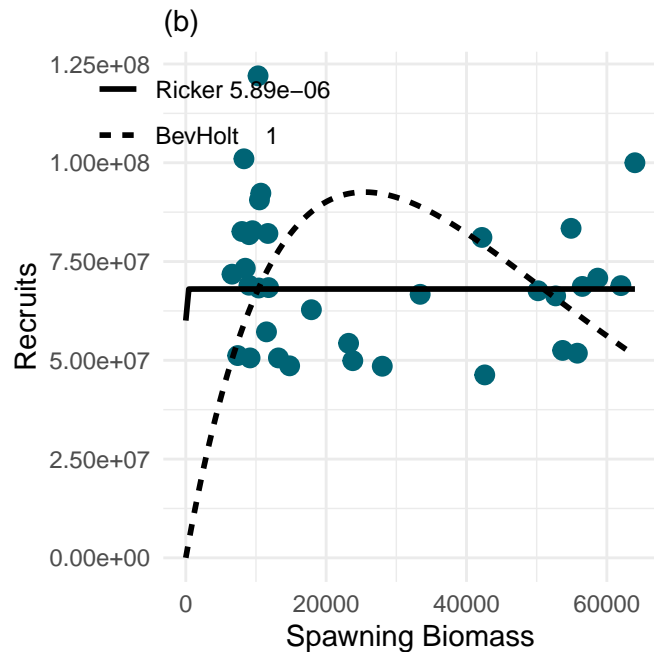 (b)
1.25e+08
Ricker 5.89e−06
BevHolt 1
1.00e+08
7.50e+07
5.00e+07
2.50e+07
0.00e+00
Recruits
0 20000 40000 60000
Spawning Biomass